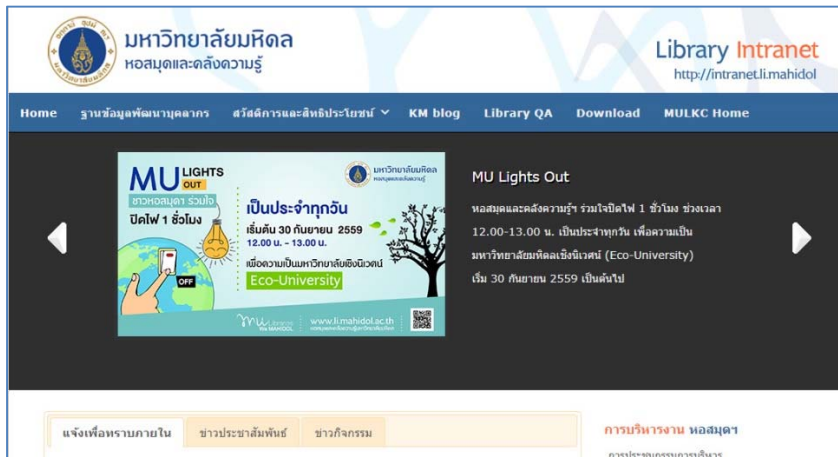 มหาวิทยาลัยมหิดล
หอสมุดและคลังความรู้
Library Intranet
http://intranet.li.mahidol
Home ฐานข้อมูลพัฒนาบุคลากร สวัสดิการและสิทธิประโยชน์ KM blog Library QA Download MULKC Home
MU LIGHTS OUT
ชาวหอสมุดฯ ร่วมใจ
ปิดไฟ 1 ชั่วโมง
OFF
มหาวิทยาลัยมหิดล
หอสมุดและคลังความรู้
เป็นประจำทุกวัน
เริ่มต้น 30 กันยายน 2559
12.00 น. - 13.00 น.
เพื่อความเป็นมหาวิทยาลัยเชิงนิเวศน์
Eco-University
www.li.mahidol.ac.th
MU Lights Out
หอสมุดและคลังความรู้ฯ ร่วมใจปิดไฟ 1 ชั่วโมง ช่วงเวลา
12.00-13.00 น. เป็นประจำทุกวัน เพื่อความเป็น
มหาวิทยาลัยมหิดลเชิงนิเวศน์ (Eco-University)
เริ่ม 30 กันยายน 2559 เป็นต้นไป
แจ้งเพื่อทราบภายใน ข่าวประชาสัมพันธ์ ข่าวกิจกรรม
การบริหารงาน หอสมุดฯ